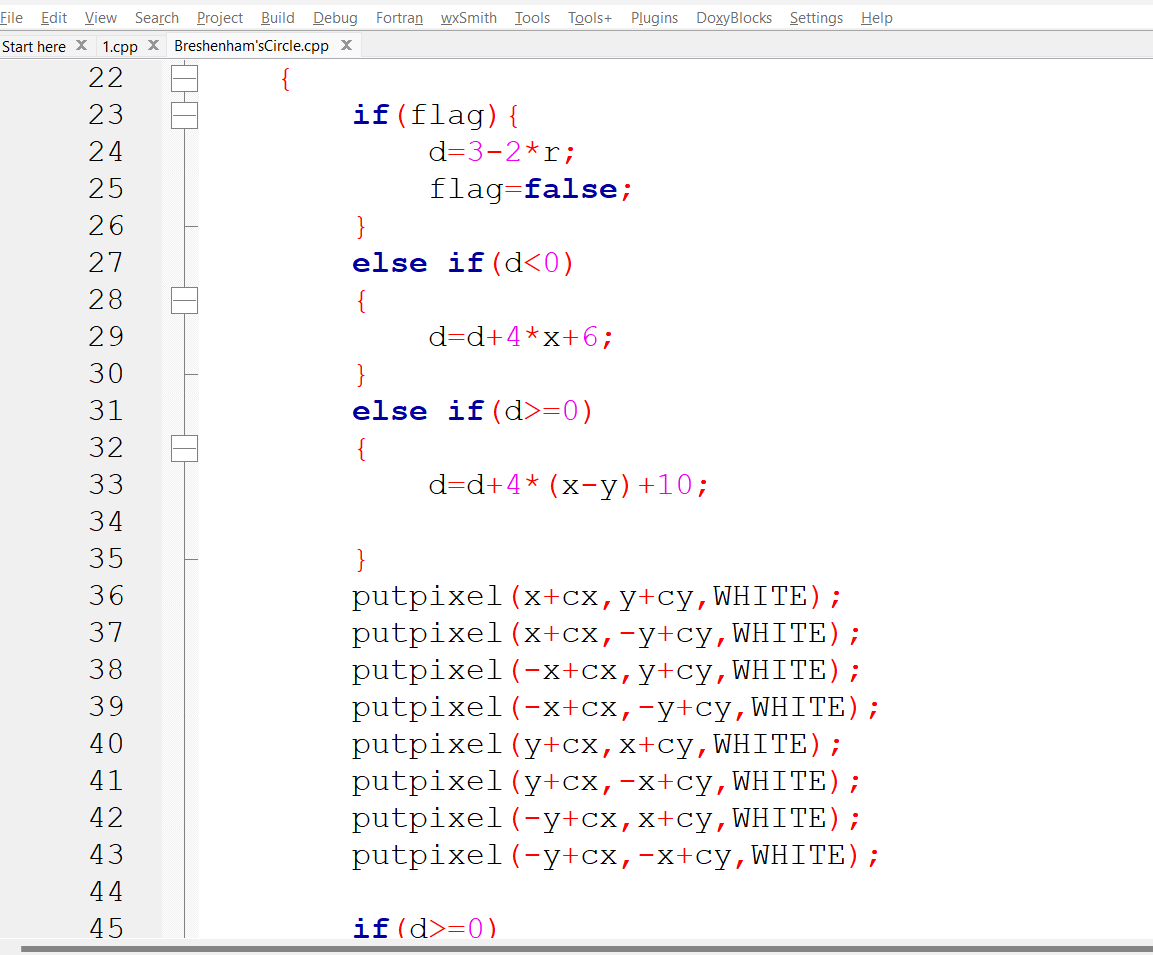 File Edit View Search Project Build Debug Fortran wxSmith Tools Tools+ Plugins DoxyBlocks Settings Help
Start here 1.cpp Breshenham'sCircle.cpp
22 {
23 if(flag){
24 d=3-2*r;
25 flag=false;
26 }
27 else if(d<0)
28 {
29 d=d+4*x+6;
30 }
31 else if(d>=0)
32 {
33 d=d+4*(x-y)+10;
34
35 }
36 putpixel(x+cx,y+cy,WHITE);
37 putpixel(x+cx,-y+cy,WHITE);
38 putpixel(-x+cx,y+cy,WHITE);
39 putpixel(-x+cx,-y+cy,WHITE);
40 putpixel(y+cx,x+cy,WHITE);
41 putpixel(y+cx,-x+cy,WHITE);
42 putpixel(-y+cx,x+cy,WHITE);
43 putpixel(-y+cx,-x+cy,WHITE);
44
45 if(d>=0)